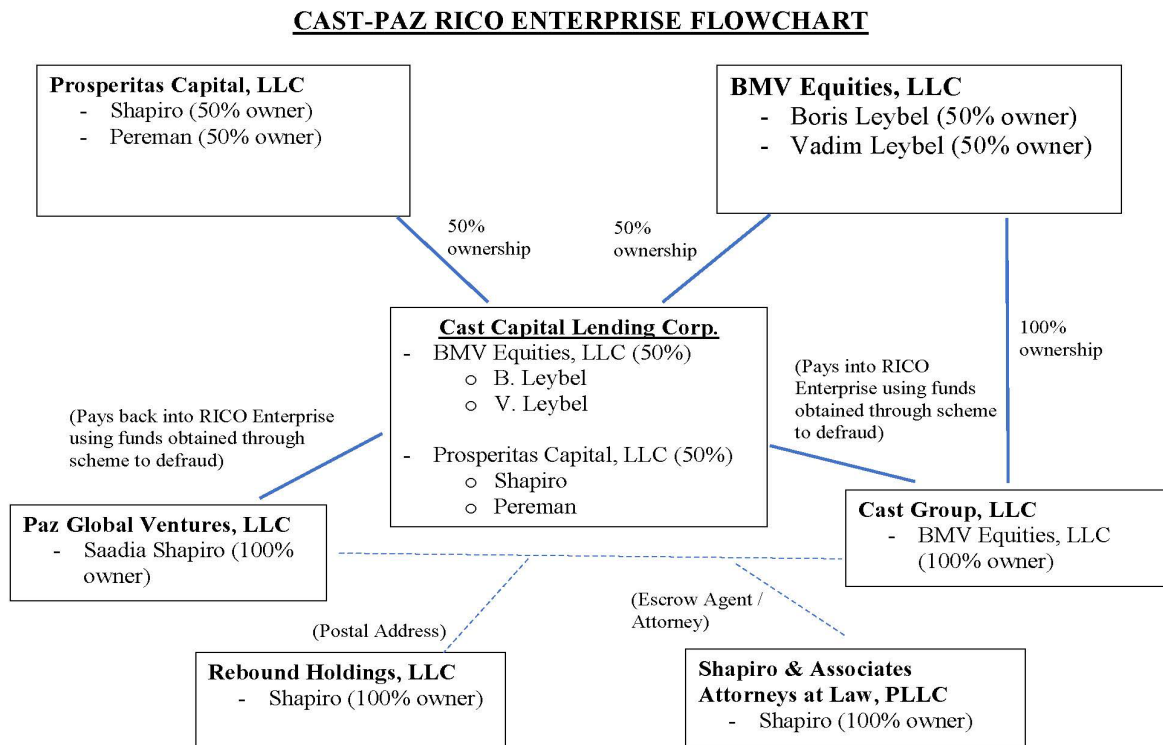 CAST-PAZ RICO ENTERPRISE FLOWCHART
Prosperitas Capital, LLC
- Shapiro (50% owner)
- Pereman (50% owner)
BMV Equities, LLC
- Boris Leybel (50% owner)
- Vadim Leybel (50% owner)
50%
ownership
50%
ownership
100%
ownership
Cast Capital Lending Corp.
- BMV Equities, LLC (50%)
o B. Leybel
o V. Leybel
- Prosperitas Capital, LLC (50%)
o Shapiro
o Pereman
(Pays back into RICO Enterprise
using funds obtained through
scheme to defraud)
(Pays into RICO
Enterprise using funds
obtained through scheme
to defraud)
Paz Global Ventures, LLC
- Saadia Shapiro (100%
owner)
Cast Group, LLC
- BMV Equities, LLC
(100% owner)
(Postal Address)
(Escrow Agent /
Attorney)
Rebound Holdings, LLC
- Shapiro (100% owner)
Shapiro & Associates
Attorneys at Law, PLLC
- Shapiro (100% owner)